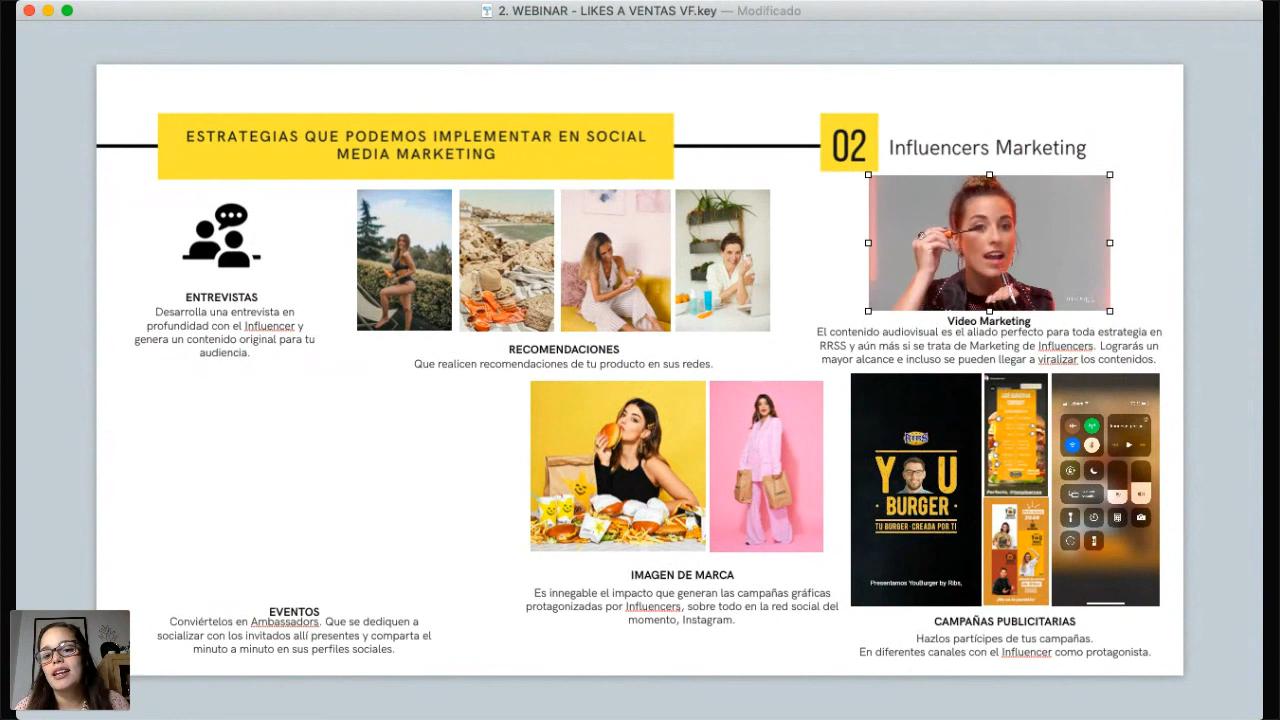 2. WEBINAR - LIKES A VENTAS VF.key — Modificado
ESTRATEGIAS QUE PODEMOS IMPLEMENTAR EN SOCIAL
MEDIA MARKETING
02
Influencers Marketing
ENTREVISTAS
Desarrolla una entrevista en
profundidad con el Influencer y
genera un contenido original para tu
audiencia.
RECOMENDACIONES
Que realicen recomendaciones de tu producto en sus redes.
Video Marketing
El contenido audiovisual es el aliado perfecto para toda estrategia en
RRSS y aún más si se trata de Marketing de Influencers. Lograrás un
mayor alcance e incluso se pueden llegar a viralizar los contenidos.
RIBS
YOU
BURGER
TU BURGER CREADA POR TI
Presentamos YouBurger by Ribs,
IMAGEN DE MARCA
Es innegable el impacto que generan las campañas gráficas
protagonizadas por Influencers, sobre todo en la red social del
momento, Instagram.
EVENTOS
Conviértelos en Ambassadors. Que se dediquen a
socializar con los invitados allí presentes y comparta el
minuto a minuto en sus perfiles sociales.
CAMPAÑAS PUBLICITARIAS
Hazlos partícipes de tus campañas.
En diferentes canales con el Influencer como protagonista.